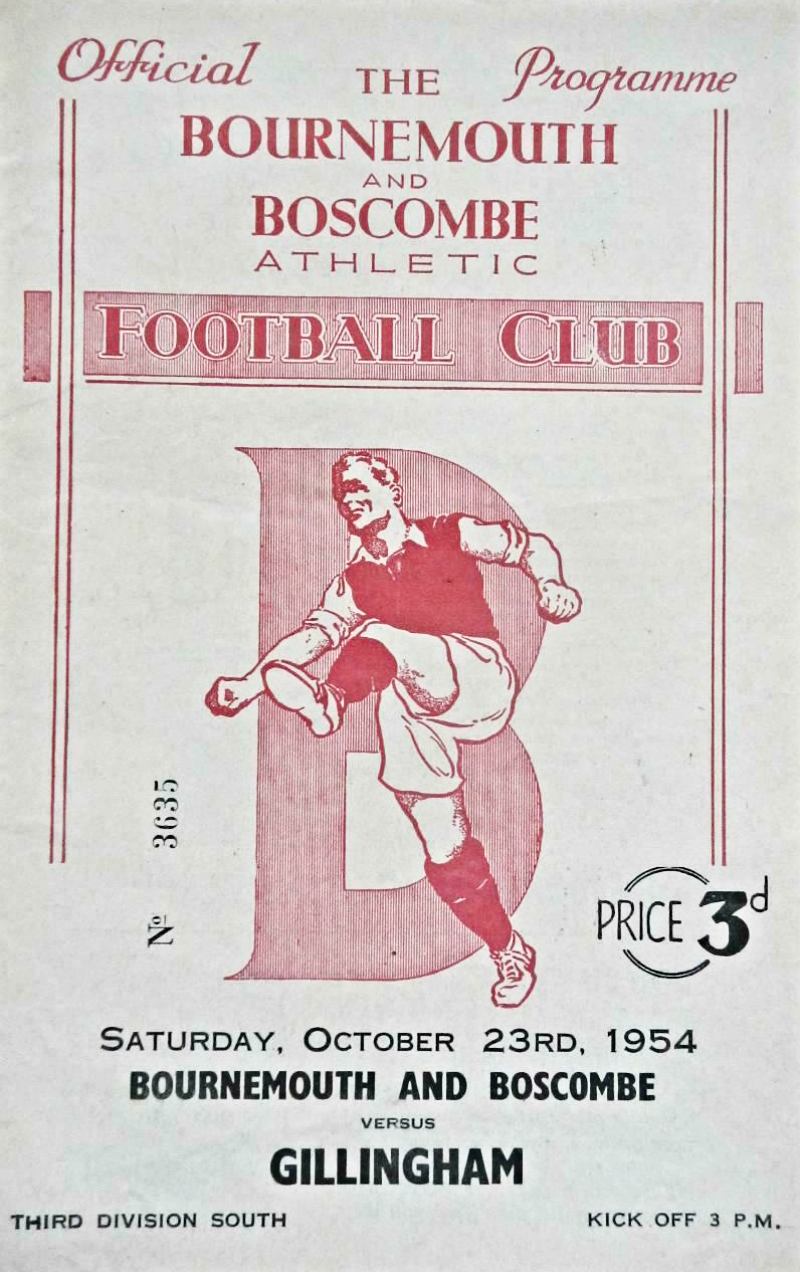 Official THE Programme
BOURNEMOUTH
AND
BOSCOMBE
ATHLETIC
FOOTBALL CLUB
Nº 3635
PRICE 3d
SATURDAY, OCTOBER 23RD, 1954
BOURNEMOUTH AND BOSCOMBE
VERSUS
GILLINGHAM
THIRD DIVISION SOUTH KICK OFF 3 P.M.